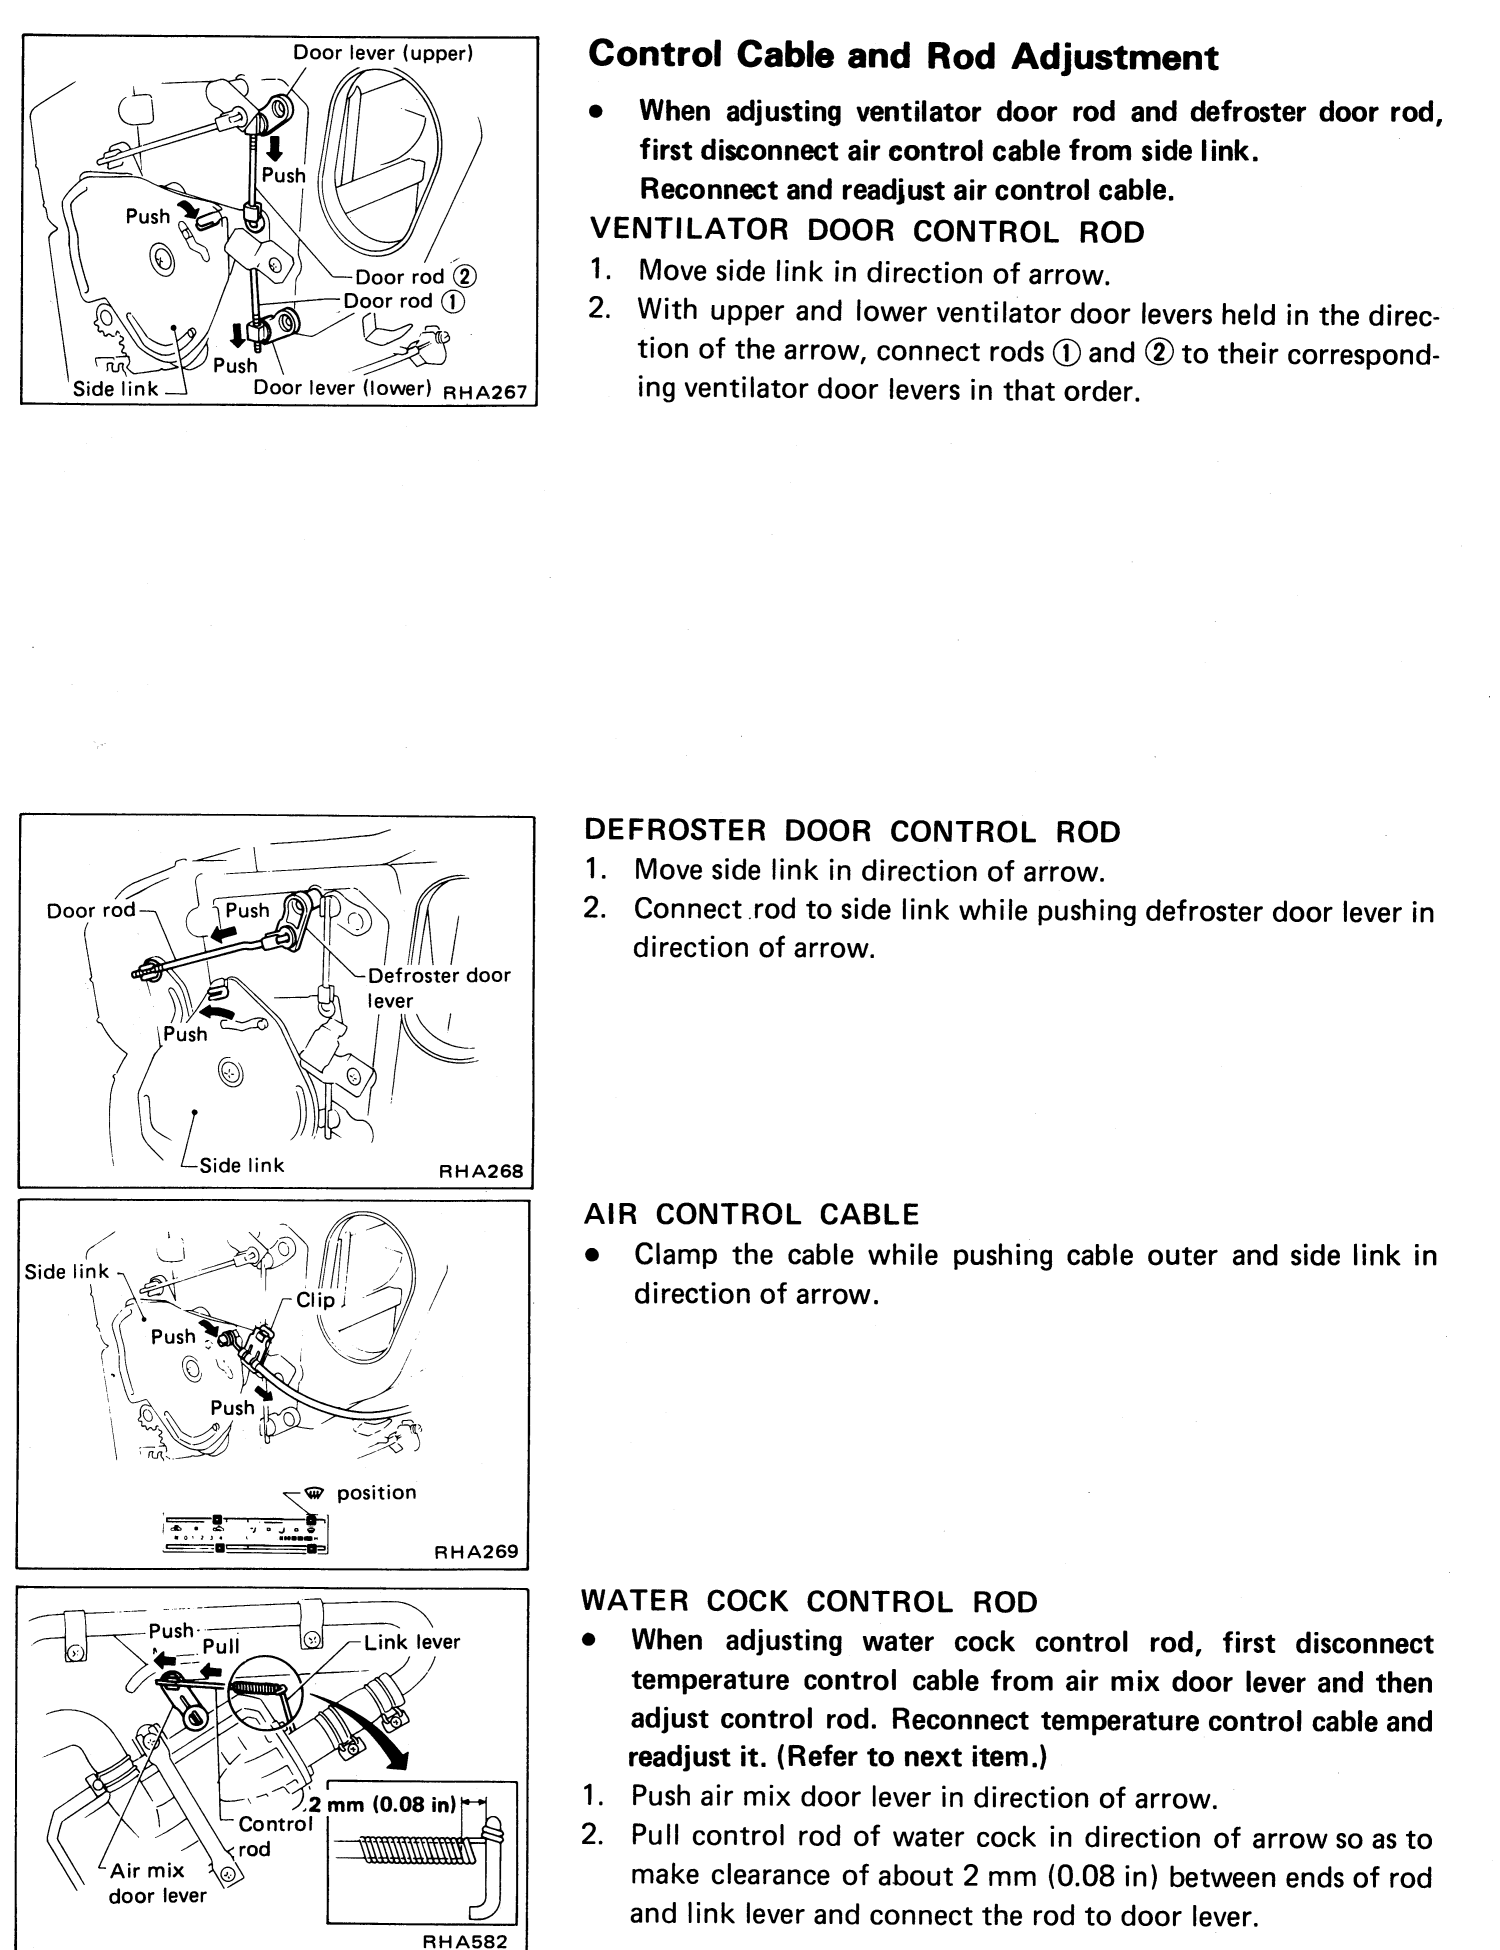 Control Cable and Rod Adjustment
● When adjusting ventilator door rod and defroster door rod,
first disconnect air control cable from side link.
Reconnect and readjust air control cable.
VENTILATOR DOOR CONTROL ROD
1. Move side link in direction of arrow.
2. With upper and lower ventilator door levers held in the direc-
tion of the arrow, connect rods ① and ② to their correspond-
ing ventilator door levers in that order.
Door lever (upper)
Push
Push
Door rod ②
Door rod ①
Push
Side link
Door lever (lower)
RHA267
DEFROSTER DOOR CONTROL ROD
1. Move side link in direction of arrow.
2. Connect rod to side link while pushing defroster door lever in
direction of arrow.
Door rod
Push
Defroster door
lever
Push
Side link
RHA268
AIR CONTROL CABLE
● Clamp the cable while pushing cable outer and side link in
direction of arrow.
Side link
Clip
Push
Push
position
0 1 2 3 4
RHA269
WATER COCK CONTROL ROD
● When adjusting water cock control rod, first disconnect
temperature control cable from air mix door lever and then
adjust control rod. Reconnect temperature control cable and
readjust it. (Refer to next item.)
1. Push air mix door lever in direction of arrow.
2. Pull control rod of water cock in direction of arrow so as to
make clearance of about 2 mm (0.08 in) between ends of rod
and link lever and connect the rod to door lever.
Push
Pull
Link lever
2 mm (0.08 in)
Control
rod
Air mix
door lever
RHA582